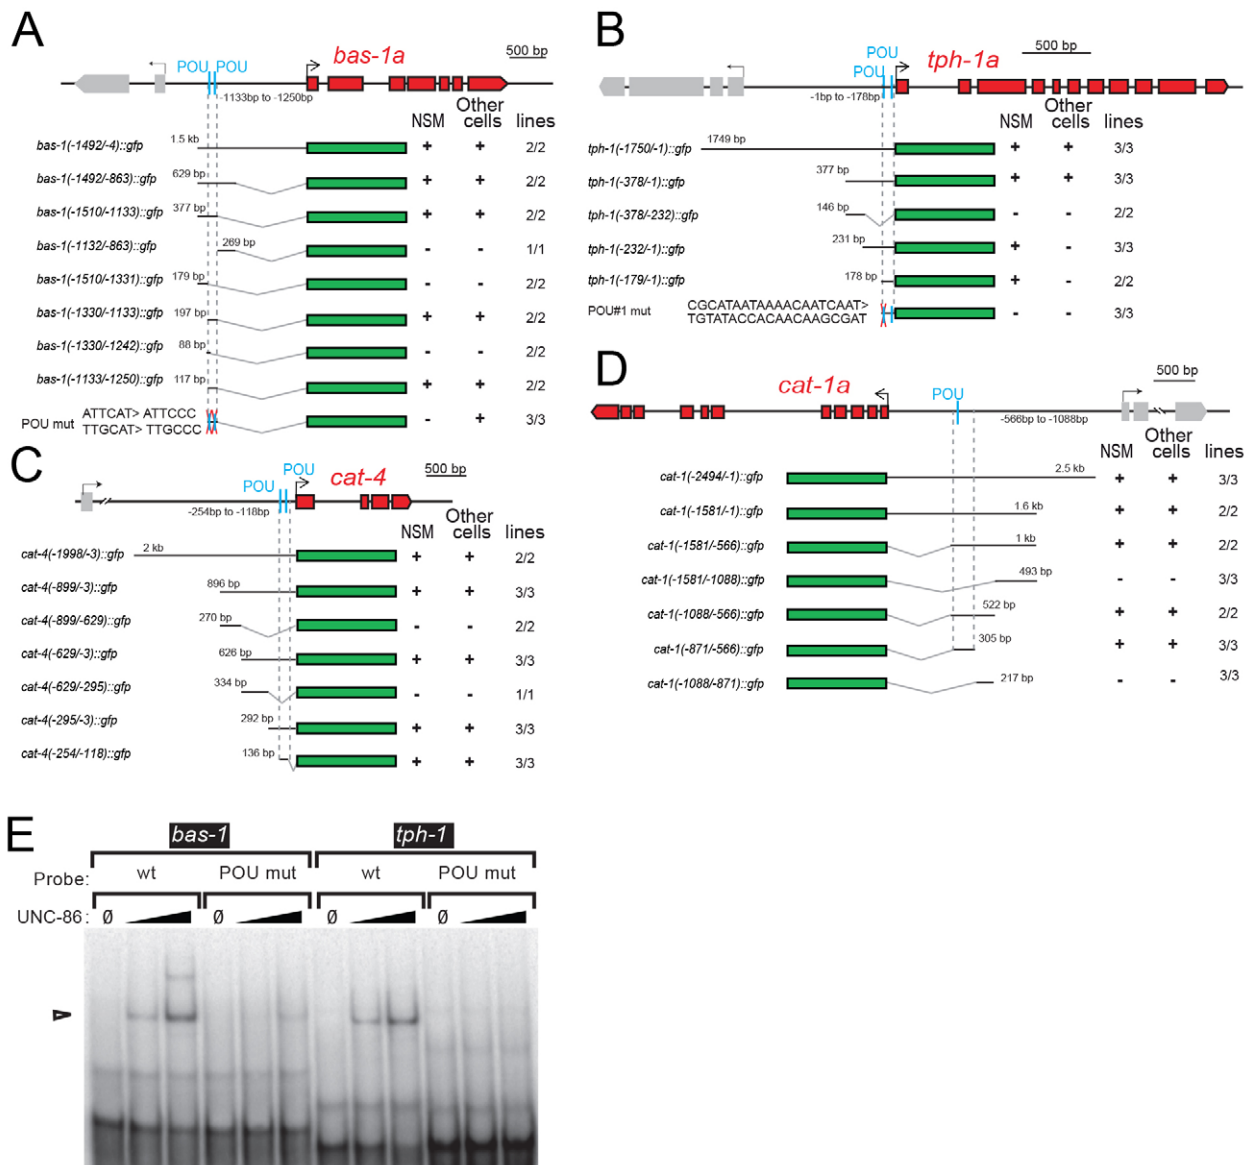 A
bas-1a
500 bp
POU POU
-1133bp to -1250bp
NSM Other cells lines
bas-1(-1492/-4)::gfp 1.5 kb + + 2/2
bas-1(-1492/-863)::gfp 629 bp + + 2/2
bas-1(-1510/-1133)::gfp 377 bp + + 2/2
bas-1(-1132/-863)::gfp 269 bp - - 1/1
bas-1(-1510/-1331)::gfp 179 bp - - 2/2
bas-1(-1330/-1133)::gfp 197 bp + + 2/2
bas-1(-1330/-1242)::gfp 88 bp - - 2/2
bas-1(-1133/-1250)::gfp 117 bp + + 2/2
POU mut ATTCAT> ATTCCC - + 3/3
TTGCAT> TTGCCC
B
POU
POU
tph-1a
500 bp
-1bp to -178bp
NSM Other cells lines
tph-1(-1750/-1)::gfp 1749 bp + + 3/3
tph-1(-378/-1)::gfp 377 bp + + 3/3
tph-1(-378/-232)::gfp 146 bp - - 2/2
tph-1(-232/-1)::gfp 231 bp + - 3/3
tph-1(-179/-1)::gfp 178 bp + - 2/2
POU#1 mut CGCATAATAAAACAATCAAT> - - 3/3
TGTATACCACAACAAGCGAT
C
POU
POU
cat-4
500 bp
-254bp to -118bp
NSM Other cells lines
cat-4(-1998/-3)::gfp 2 kb + + 2/2
cat-4(-899/-3)::gfp 896 bp + + 3/3
cat-4(-899/-629)::gfp 270 bp - - 2/2
cat-4(-629/-3)::gfp 626 bp + + 3/3
cat-4(-629/-295)::gfp 334 bp - - 1/1
cat-4(-295/-3)::gfp 292 bp + + 3/3
cat-4(-254/-118)::gfp 136 bp + + 3/3
D
cat-1a
POU
500 bp
-566bp to -1088bp
NSM Other cells lines
cat-1(-2494/-1)::gfp 2.5 kb + + 3/3
cat-1(-1581/-1)::gfp 1.6 kb + + 2/2
cat-1(-1581/-566)::gfp 1 kb + + 2/2
cat-1(-1581/-1088)::gfp 493 bp - - 3/3
cat-1(-1088/-566)::gfp 522 bp + + 2/2
cat-1(-871/-566)::gfp 305 bp + + 3/3
cat-1(-1088/-871)::gfp 217 bp - - 3/3
E
bas-1 tph-1
Probe: wt POU mut wt POU mut
UNC-86: Ø Ø Ø Ø